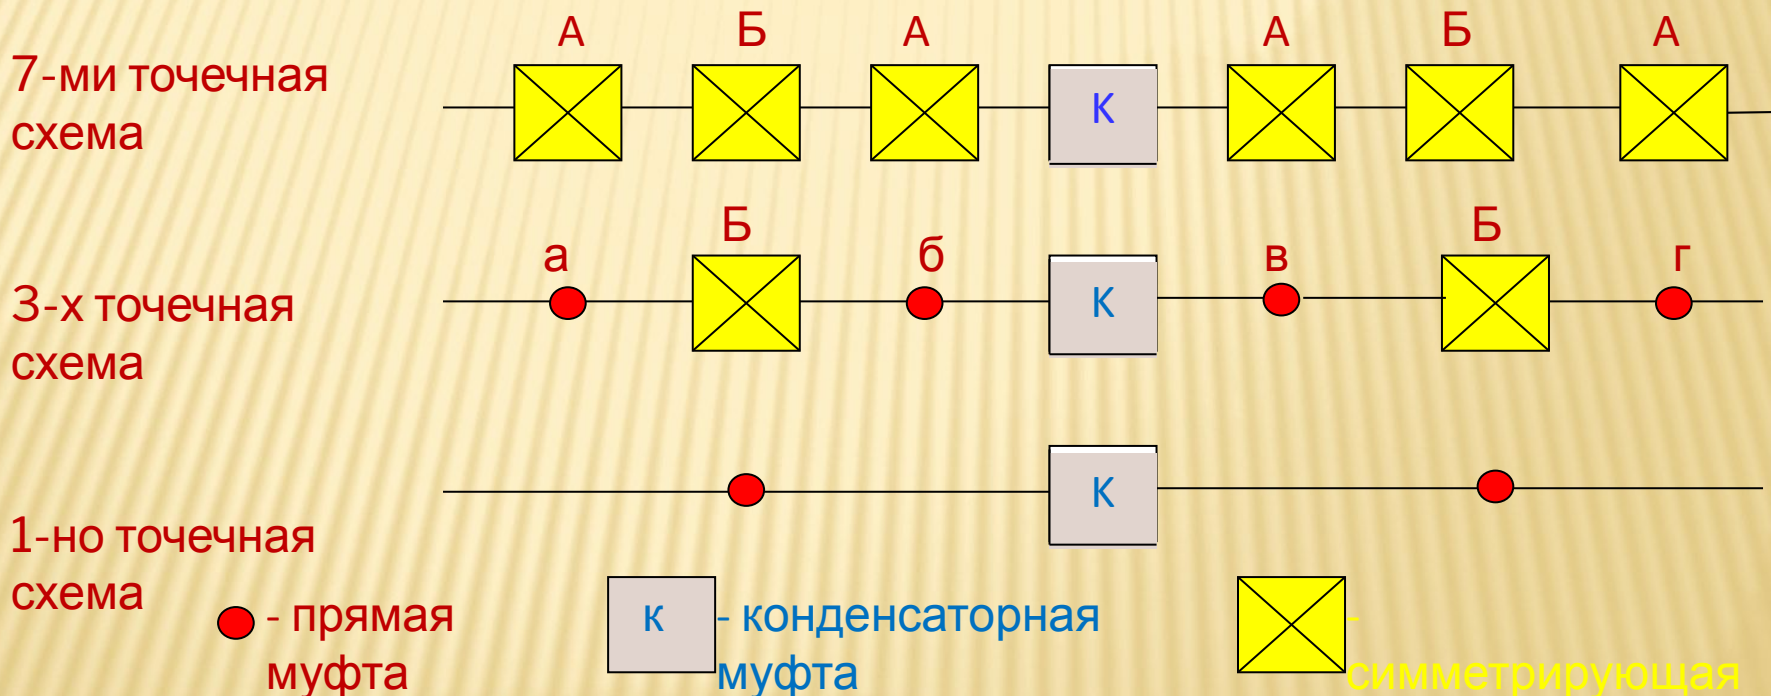 А Б А А Б А
7-ми точечная
схема
К
Б Б
а б в г
3-х точечная
схема
К
К
1-но точечная
схема
- прямая
муфта
К
- конденсаторная
муфта
-
симметрирующая